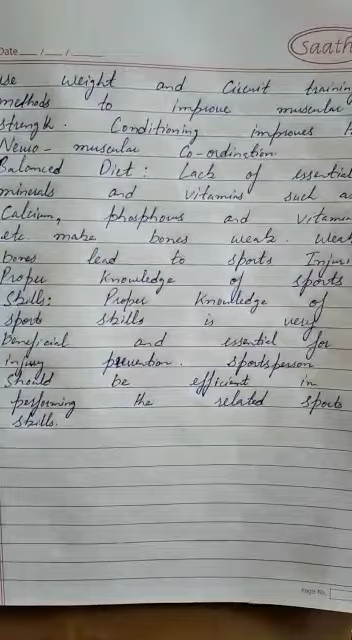 Date / /
Saath
use weight and Circuit training
methods to improve muscular
strength. Conditioning improves
Neuro - muscular Co-ordination
Balanced Diet : Lack of essential
minerals and vitamins such as
Calcium, phosphorus and vitamin
etc. make bones weak. Weak
bones lead to sports Injuri
Proper Knowledge of sports
Skills: Proper Knowledge of
sports skills is very
beneficial and essential for
injury prevention. sportsperson
should be efficient in
performing the related sports
skills.
Page No.